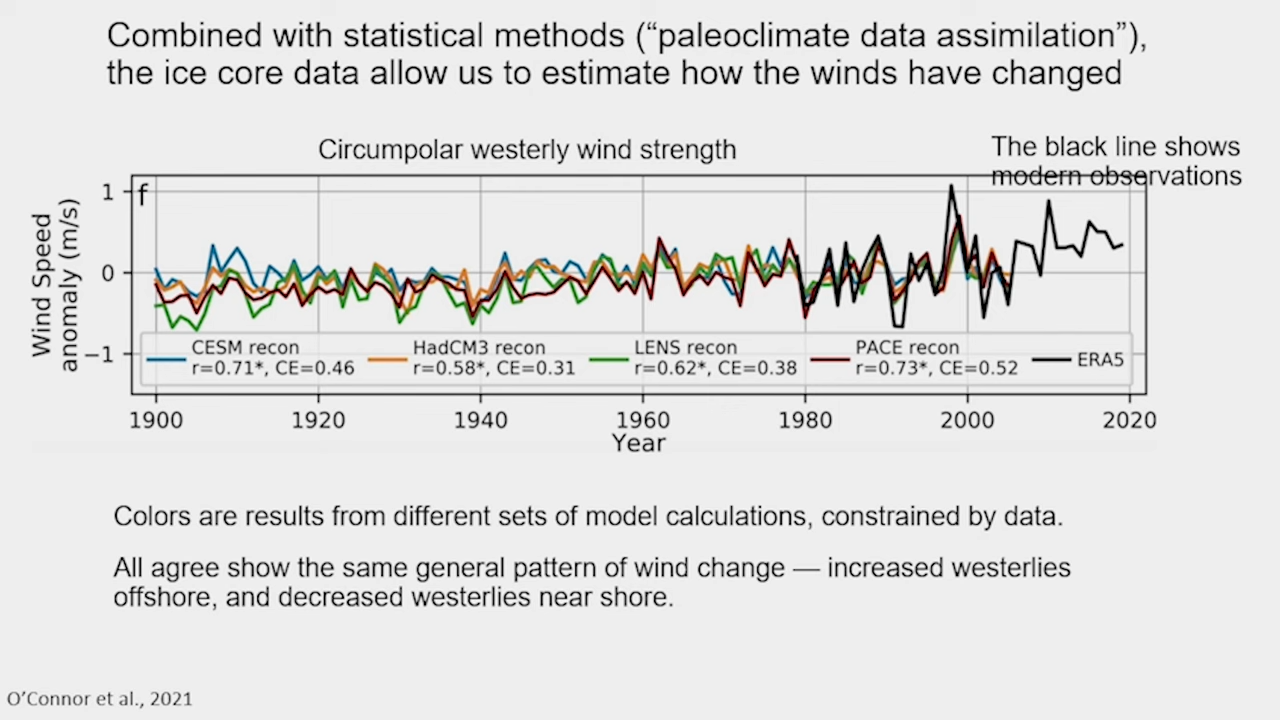 Combined with statistical methods (“paleoclimate data assimilation”),
the ice core data allow us to estimate how the winds have changed
Circumpolar westerly wind strength
The black line shows
modern observations
f
Wind Speed
anomaly (m/s)
1
0
−1
CESM recon
r=0.71*, CE=0.46
HadCM3 recon
r=0.58*, CE=0.31
LENS recon
r=0.62*, CE=0.38
PACE recon
r=0.73*, CE=0.52
ERA5
1900 1920 1940 1960 1980 2000 2020
Year
Colors are results from different sets of model calculations, constrained by data.
All agree show the same general pattern of wind change — increased westerlies
offshore, and decreased westerlies near shore.
O’Connor et al., 2021